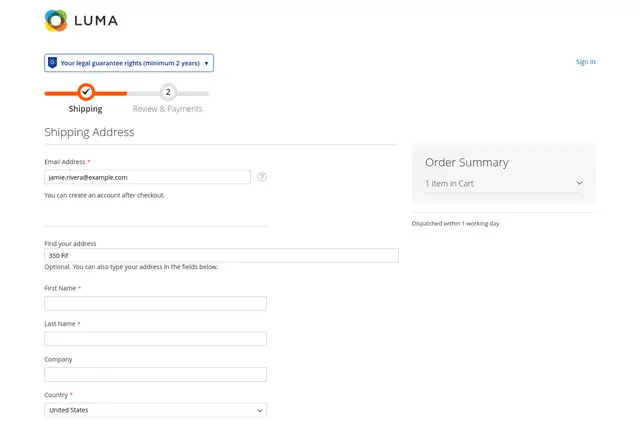 LUMA
Your legal guarantee rights (minimum 2 years)
Sign In
2
Shipping
Review & Payments
Shipping Address
Email Address *
jamie.rivera@example.com
?
You can create an account after checkout.
Find your address
350 Fif
Optional. You can also type your address in the fields below.
First Name *
Last Name *
Company
Country *
United States
Order Summary
1 Item in Cart
Dispatched within 1 working day